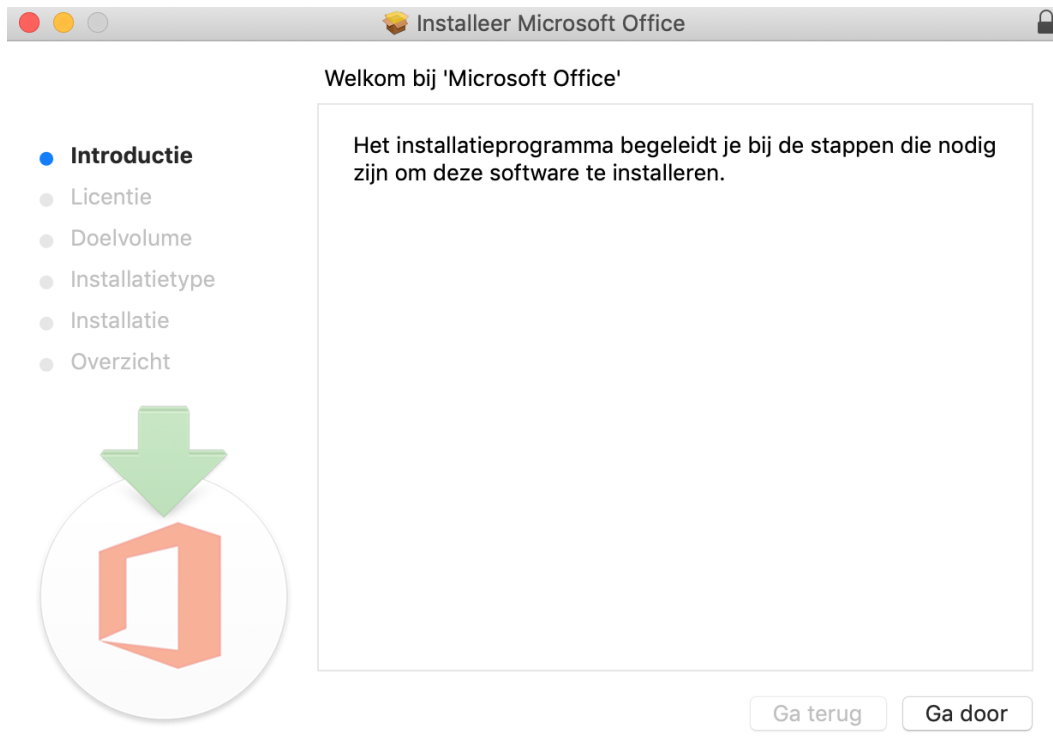 Installeer Microsoft Office
Welkom bij 'Microsoft Office'
Introductie
Licentie
Doelvolume
Installatietype
Installatie
Overzicht
Het installatieprogramma begeleidt je bij de stappen die nodig
zijn om deze software te installeren.
Ga terug
Ga door